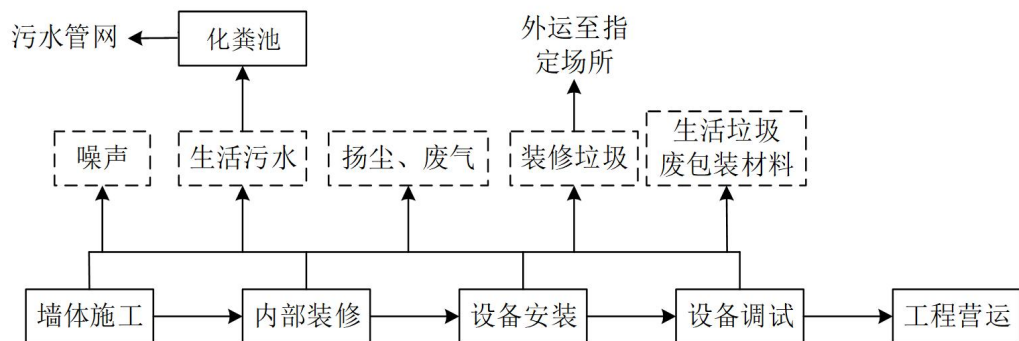 污水管网
化粪池
外运至指
定场所
噪声
生活污水
扬尘、废气
装修垃圾
生活垃圾
废包装材料
墙体施工
内部装修
设备安装
设备调试
工程营运